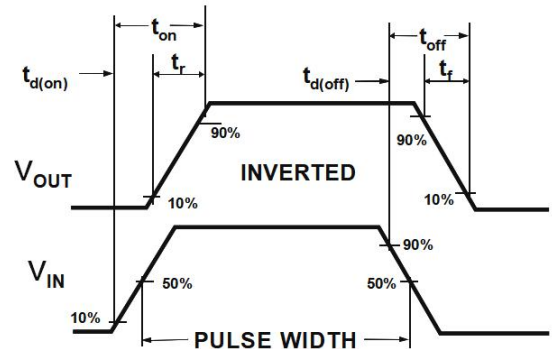 ton
toff
td(on)
tr
td(off)
tf
90%
90%
VOUT
INVERTED
10%
10%
VIN
90%
50%
50%
10%
PULSE WIDTH